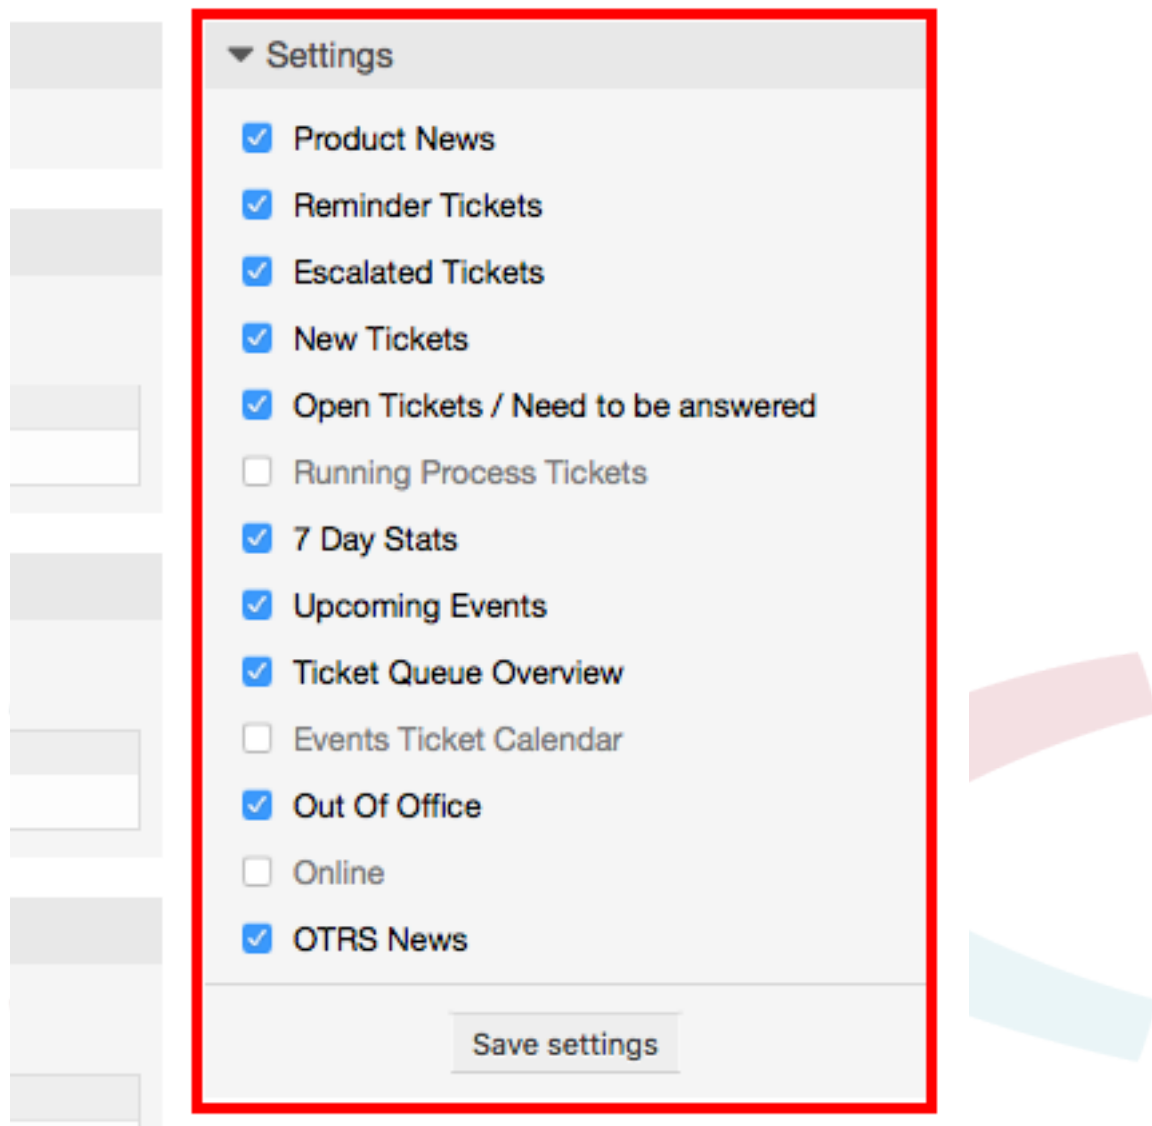 Settings
Product News
Reminder Tickets
Escalated Tickets
New Tickets
Open Tickets / Need to be answered
Running Process Tickets
7 Day Stats
Upcoming Events
Ticket Queue Overview
Events Ticket Calendar
Out Of Office
Online
OTRS News
Save settings